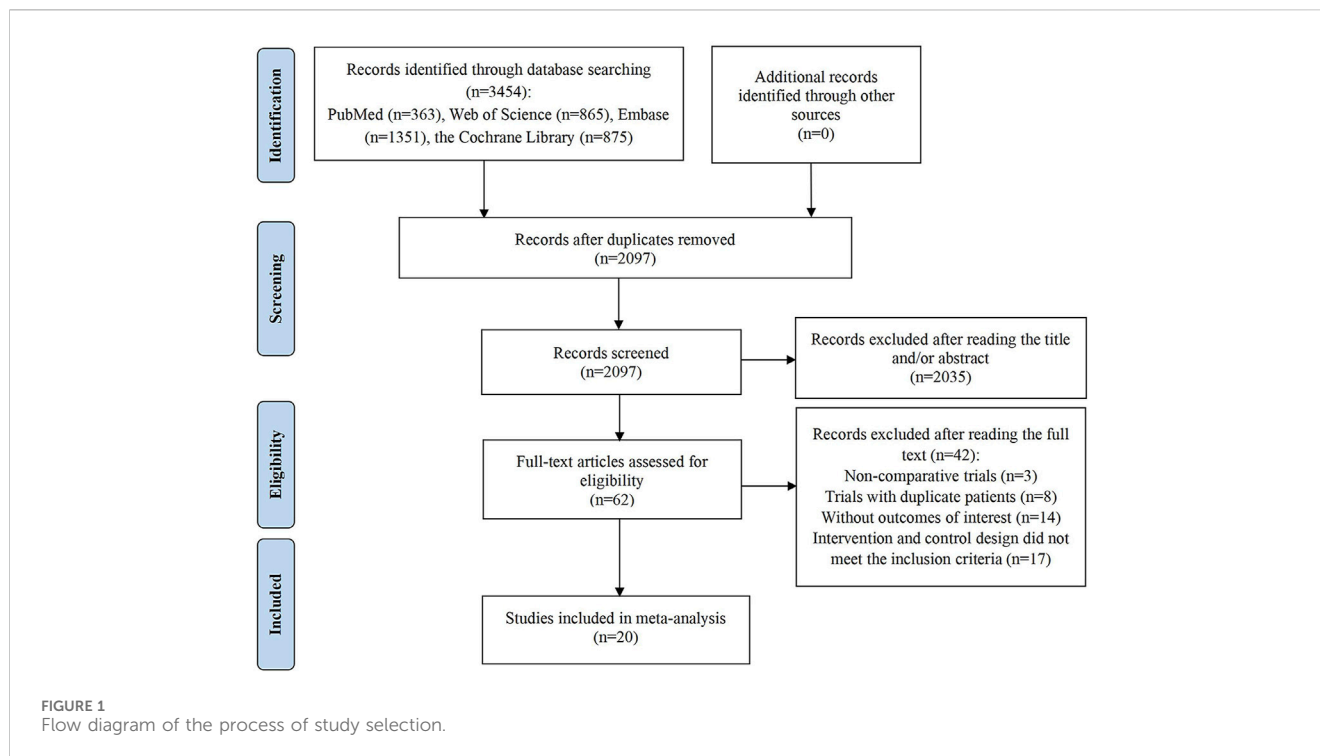 Identification
Records identified through database searching
(n=3454):
PubMed (n=363), Web of Science (n=865), Embase
(n=1351), the Cochrane Library (n=875)
Additional records
identified through other
sources
(n=0)
Screening
Records after duplicates removed
(n=2097)
Records screened
(n=2097)
Records excluded after reading the title
and/or abstract
(n=2035)
Eligibility
Full-text articles assessed for
eligibility
(n=62)
Records excluded after reading the full
text (n=42):
Non-comparative trials (n=3)
Trials with duplicate patients (n=8)
Without outcomes of interest (n=14)
Intervention and control design did not
meet the inclusion criteria (n=17)
Included
Studies included in meta-analysis
(n=20)
FIGURE 1
Flow diagram of the process of study selection.